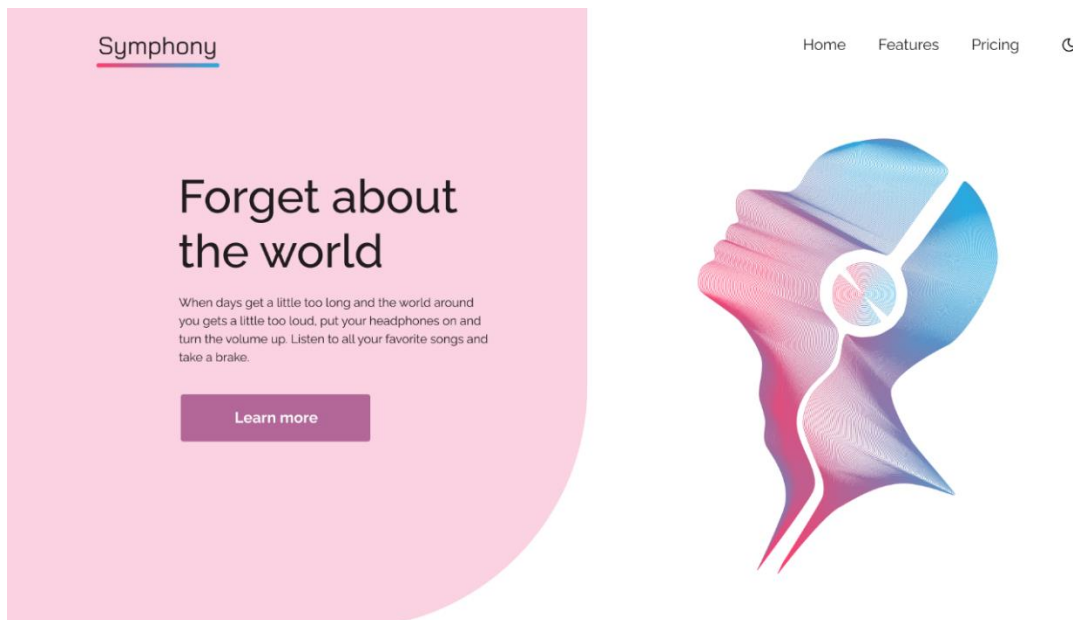 Symphony
Home Features Pricing
Forget about
the world
When days get a little too long and the world around
you gets a little too loud, put your headphones on and
turn the volume up. Listen to all your favorite songs and
take a brake.
Learn more